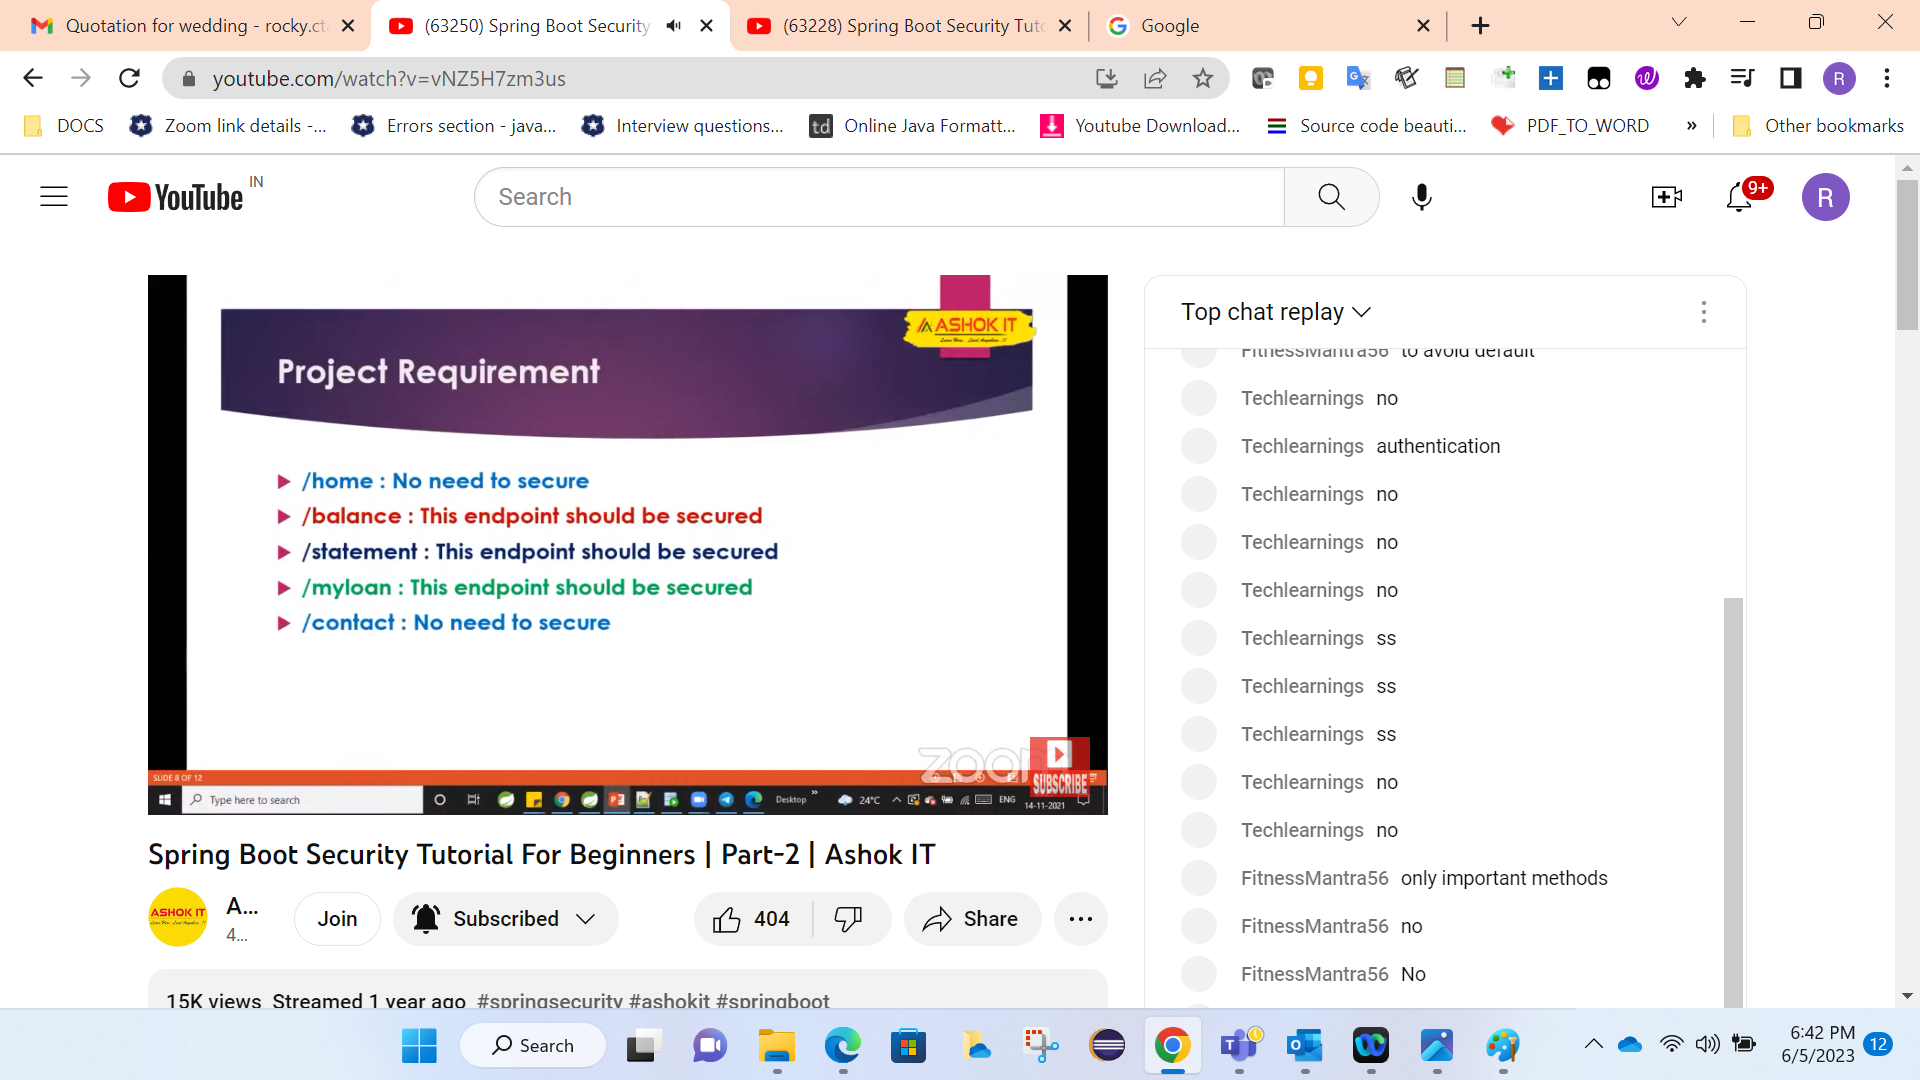 Quotation for wedding - rocky.ct
(63250) Spring Boot Security
(63228) Spring Boot Security Tuto
Google
youtube.com/watch?v=vNZ5H7zm3us
R
DOCS
Zoom link details -...
Errors section - java...
Interview questions...
td
Online Java Formatt...
Youtube Download...
Source code beauti...
PDF_TO_WORD
»
Other bookmarks
YouTube IN
Search
9+
R
ASHOK IT
Project Requirement
/home : No need to secure
/balance : This endpoint should be secured
/statement : This endpoint should be secured
/myloan : This endpoint should be secured
/contact : No need to secure
zoom
SUBSCRIBE
SLIDE 8 OF 12
Type here to search
Desktop
24°C
ENG
14-11-2021
Top chat replay
FitnessMantra56 to avoid default
Techlearnings no
Techlearnings authentication
Techlearnings no
Techlearnings no
Techlearnings no
Techlearnings ss
Techlearnings ss
Techlearnings ss
Techlearnings no
Techlearnings no
FitnessMantra56 only important methods
FitnessMantra56 no
FitnessMantra56 No
Spring Boot Security Tutorial For Beginners | Part-2 | Ashok IT
ASHOK IT
A...
4...
Join
Subscribed
404
Share
15K views Streamed 1 year ago #springsecurity #ashokit #springboot
Search
6:42 PM
6/5/2023
12